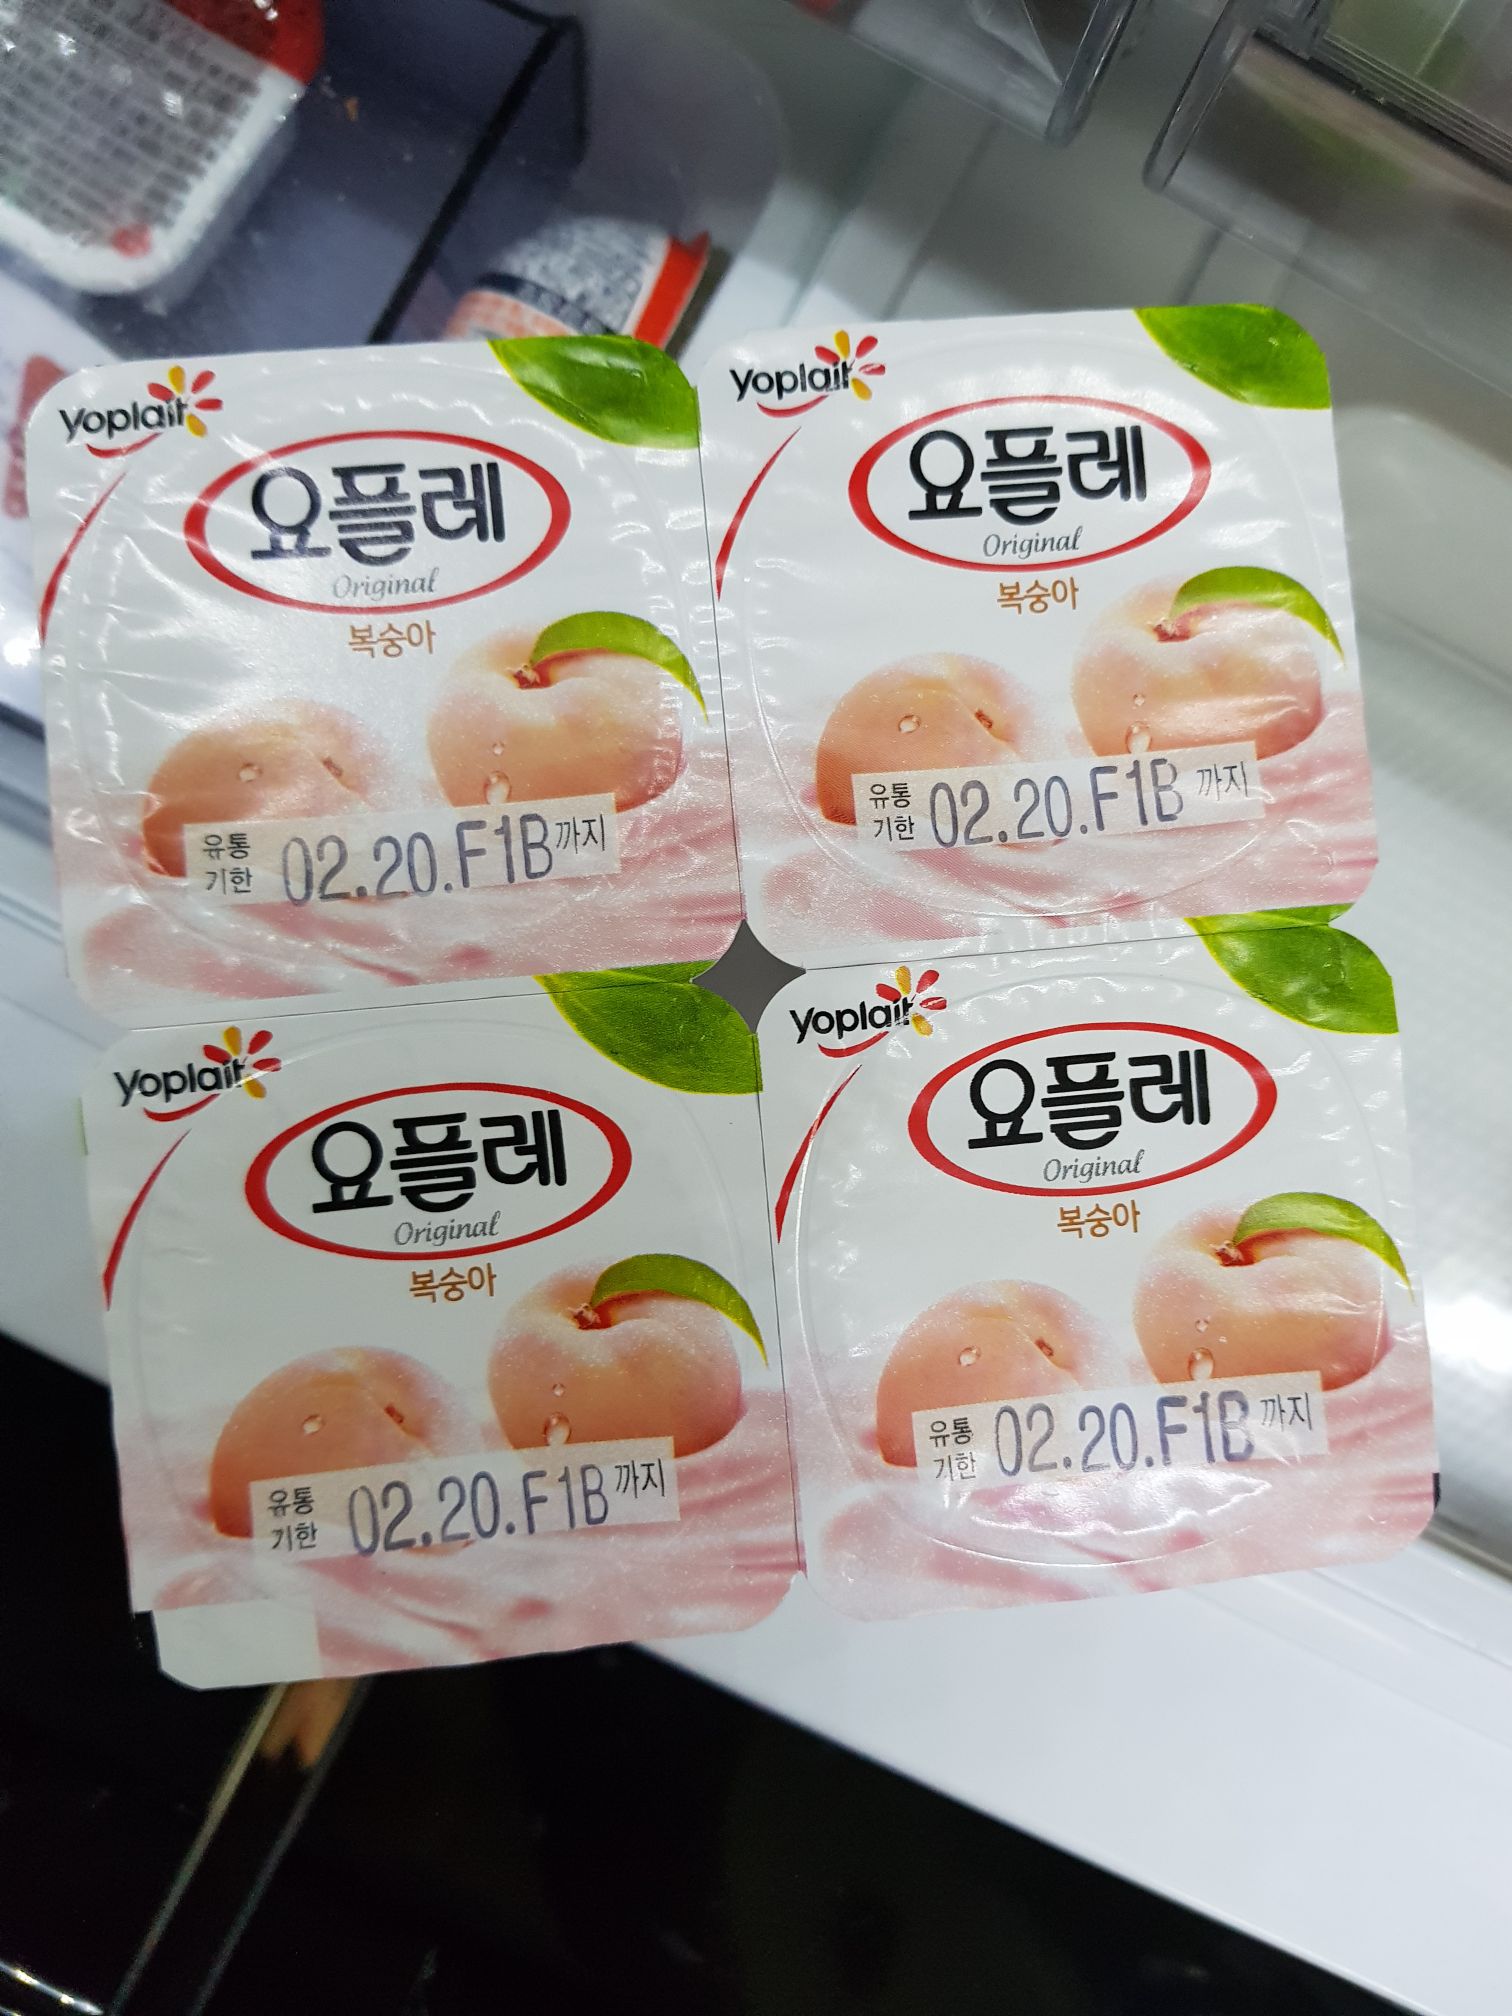 yoplait
요플레
Original
복숭아
유통
기한
02.20.F1B 까지
yoplait
요플레
Original
복숭아
유통
기한
02.20.F1B 까지
yoplait
요플레
Original
복숭아
유통
기한
02.20.F1B 까지
yoplait
요플레
Original
복숭아
유통
기한
02.20.F1B 까지